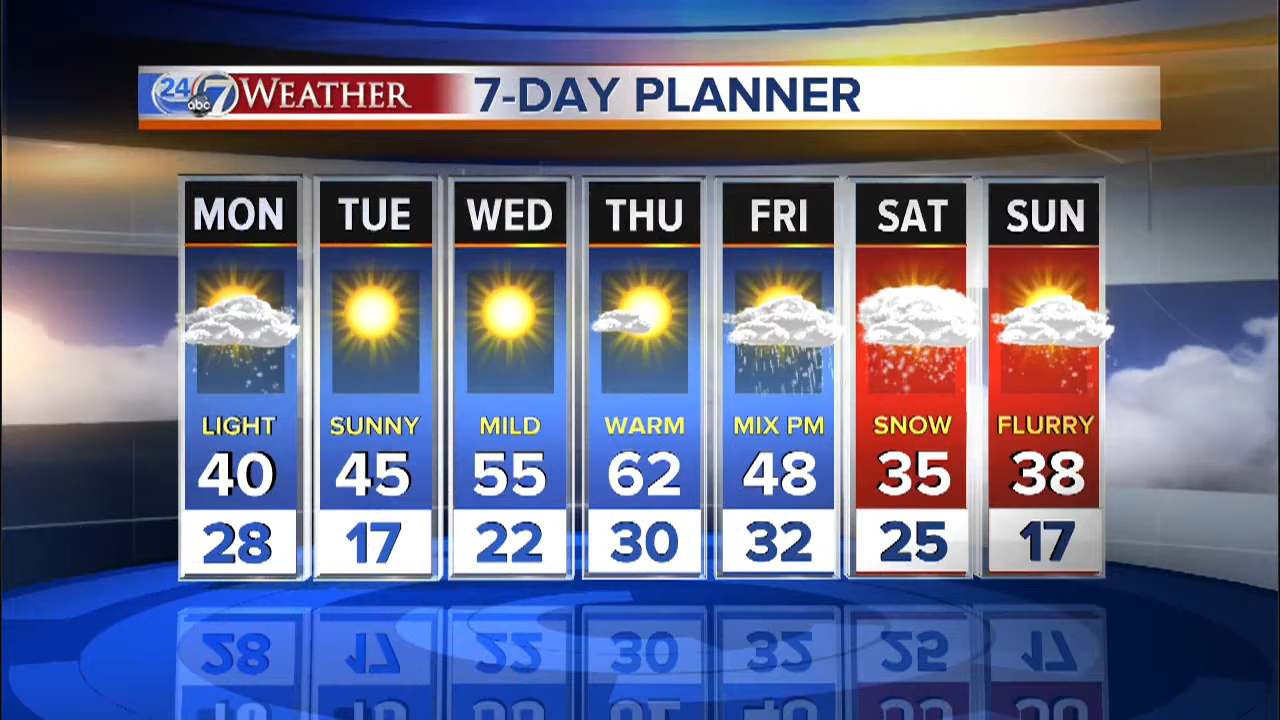 24 7 abc WEATHER 7-DAY PLANNER
MON TUE WED THU FRI SAT SUN
LIGHT SUNNY MILD WARM MIX PM SNOW FLURRY
40 45 55 62 48 35 38
28 17 22 30 32 25 17